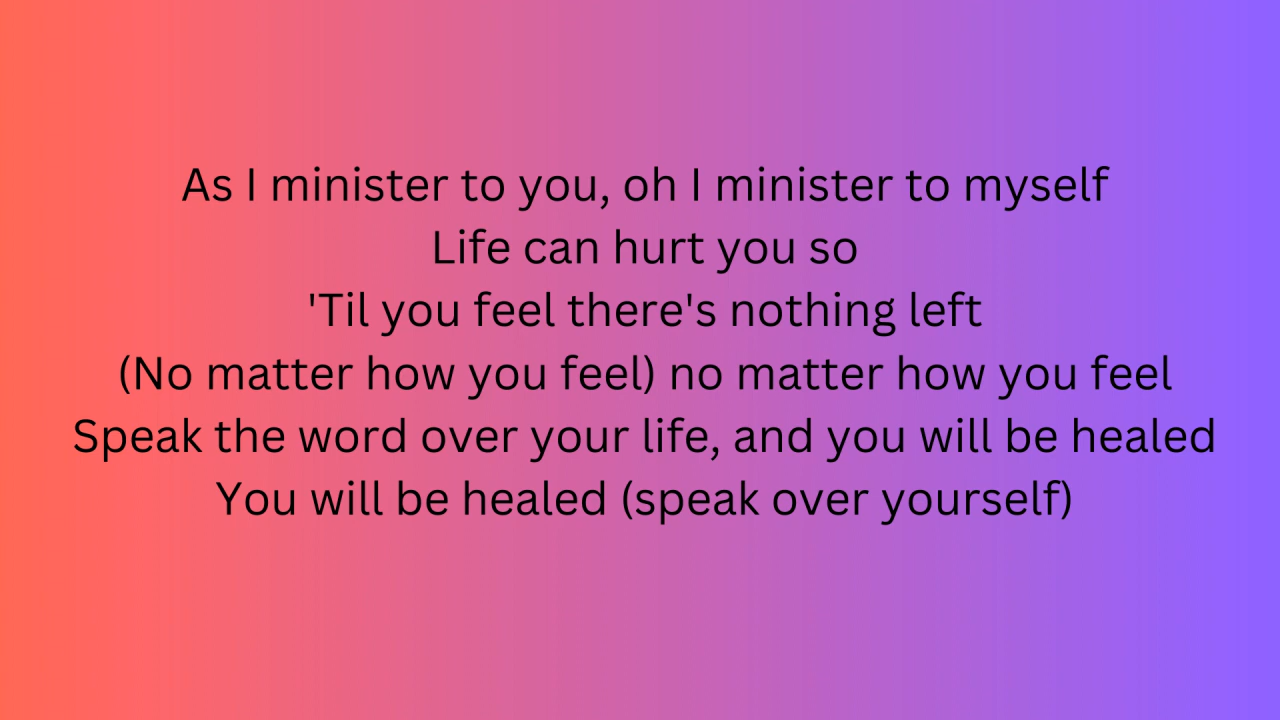 As I minister to you, oh I minister to myself
Life can hurt you so
'Til you feel there's nothing left
(No matter how you feel) no matter how you feel
Speak the word over your life, and you will be healed
You will be healed (speak over yourself)